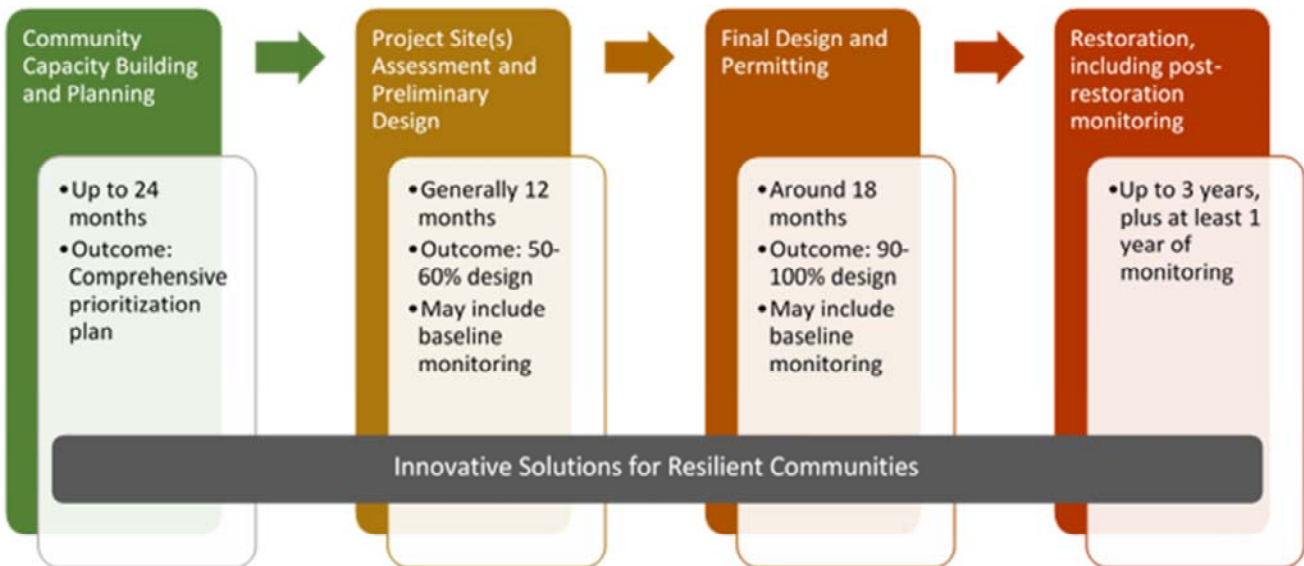 Community
Capacity Building
and Planning
Project Site(s)
Assessment and
Preliminary
Design
Final Design and
Permitting
Restoration,
including post-
restoration
monitoring
•Up to 24
months
•Outcome:
Comprehensive
prioritization
plan
•Generally 12
months
•Outcome: 50-
60% design
•May include
baseline
monitoring
•Around 18
months
•Outcome: 90-
100% design
•May include
baseline
monitoring
•Up to 3 years,
plus at least 1
year of
monitoring
Innovative Solutions for Resilient Communities